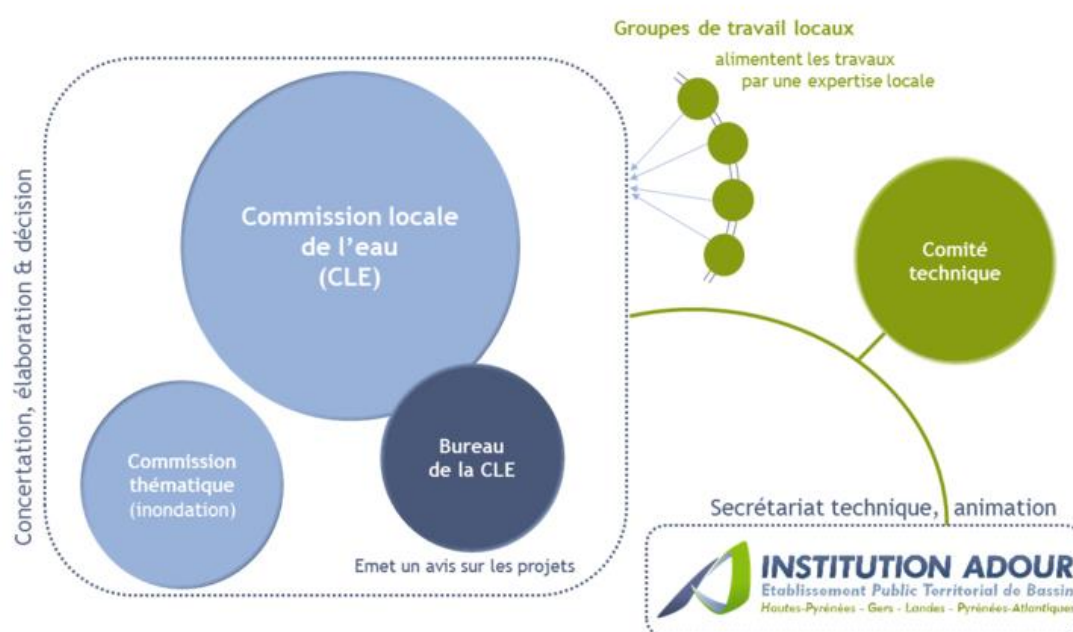 Concertation, élaboration & décision
Commission locale
de l'eau
(CLE)
Commission
thématique
(inondation)
Bureau
de la CLE
Emet un avis sur les projets
Groupes de travail locaux
alimentent les travaux
par une expertise locale
Comité
technique
Secrétariat technique, animation
INSTITUTION ADOUR
Etablissement Public Territorial de Bassin
Hautes-Pyrénées - Gers - Landes - Pyrénées-Atlantiques